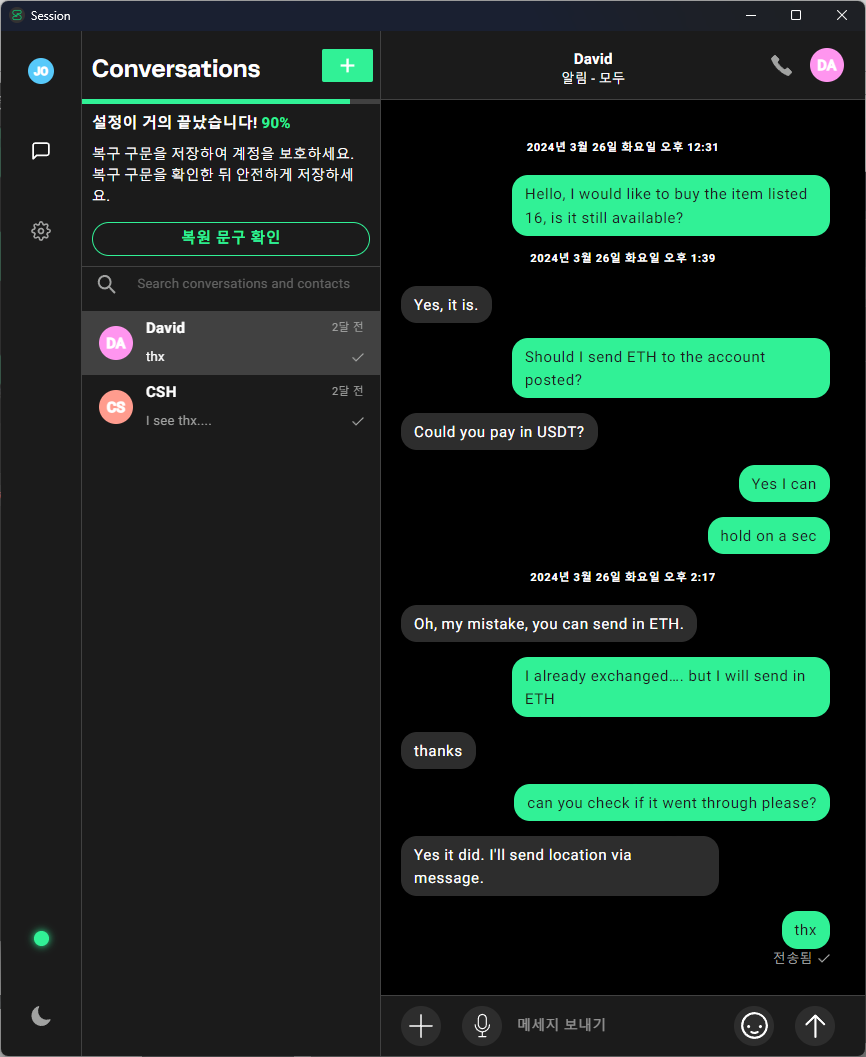 Session
JO
Conversations
설정이 거의 끝났습니다! 90%
복구 구문을 저장하여 계정을 보호하세요.
복구 구문을 확인한 뒤 안전하게 저장하세
요.
복원 문구 확인
Search conversations and contacts
DA
David
2달 전
thx
CS
CSH
2달 전
I see thx....
David
알림 - 모두
DA
2024년 3월 26일 화요일 오후 12:31
Hello, I would like to buy the item listed
16, is it still available?
2024년 3월 26일 화요일 오후 1:39
Yes, it is.
Should I send ETH to the account
posted?
Could you pay in USDT?
Yes I can
hold on a sec
2024년 3월 26일 화요일 오후 2:17
Oh, my mistake, you can send in ETH.
I already exchanged.... but I will send in
ETH
thanks
can you check if it went through please?
Yes it did. I'll send location via
message.
thx
전송됨
메세지 보내기